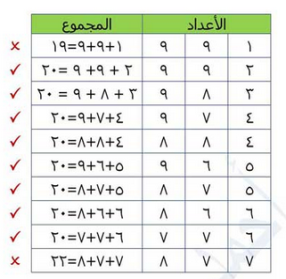 الأعداد المجموع
١ ٩ ٩ ١+٩+٩=١٩ ×
٢ ٩ ٩ ٢ + ٩+ ٩ =٢٠ ✓
٣ ٨ ٩ ٣ + ٨ + ٩ = ٢٠ ✓
٤ ٧ ٩ ٤+٧+٩=٢٠ ✓
٤ ٨ ٨ ٤+٨+٨=٢٠ ✓
٥ ٦ ٩ ٥+٦+٩=٢٠ ✓
٥ ٧ ٨ ٥+٧+٨=٢٠ ✓
٦ ٦ ٨ ٦+٦+٨=٢٠ ✓
٦ ٧ ٧ ٦+٧+٧=٢٠ ✓
٧ ٧ ٨ ٧+٧+٨=٢٢ ×